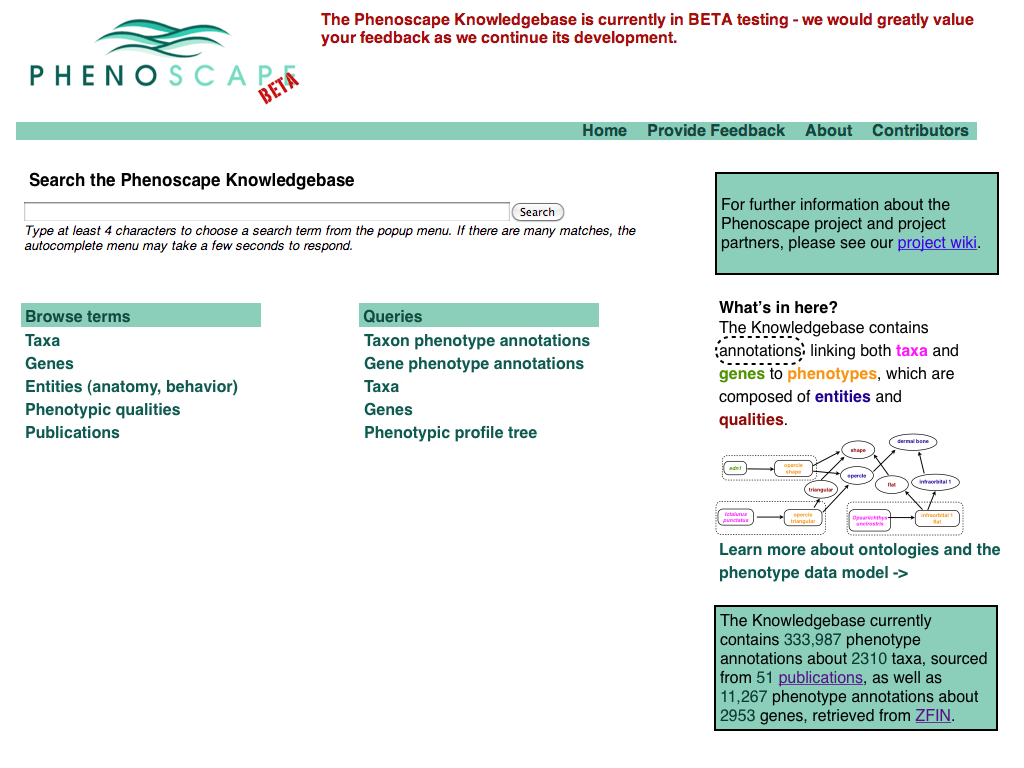 The Phenoscape Knowledgebase is currently in BETA testing - we would greatly value
your feedback as we continue its development.
PHENOSCAPE
BETA
Home Provide Feedback About Contributors
Search the Phenoscape Knowledgebase
Search
Type at least 4 characters to choose a search term from the popup menu. If there are many matches, the
autocomplete menu may take a few seconds to respond.
Browse terms
Taxa
Genes
Entities (anatomy, behavior)
Phenotypic qualities
Publications
Queries
Taxon phenotype annotations
Gene phenotype annotations
Taxa
Genes
Phenotypic profile tree
For further information about the
Phenoscape project and project
partners, please see our project wiki.
What's in here?
The Knowledgebase contains
annotations linking both taxa and
genes to phenotypes, which are
composed of entities and
qualities.
dermal bone
shape
edn1
opercle
shape
opercle
flat
infraorbital 1
triangular
Ictalurus
punctatus
opercle
triangular
Opsariichthys
uncirostris
infraorbital 1
flat
Learn more about ontologies and the
phenotype data model ->
The Knowledgebase currently
contains 333,987 phenotype
annotations about 2310 taxa, sourced
from 51 publications, as well as
11,267 phenotype annotations about
2953 genes, retrieved from ZFIN.